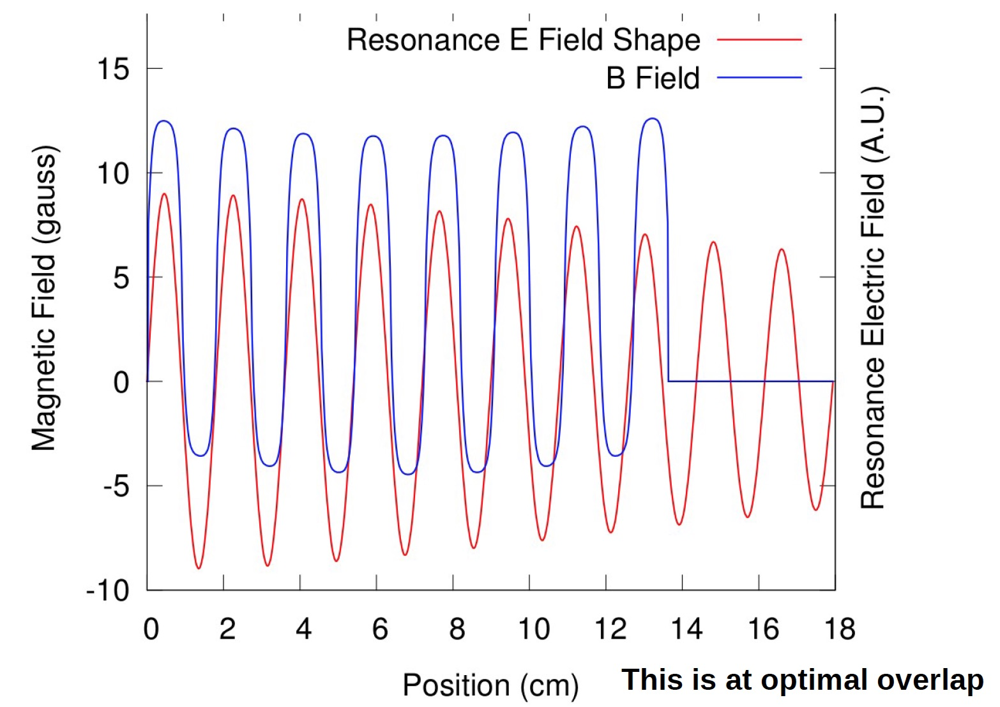 Resonance E Field Shape
B Field
Magnetic Field (gauss)
15
10
5
0
-5
-10
0 2 4 6 8 10 12 14 16 18
Position (cm)
Resonance Electric Field (A.U.)
This is at optimal overlap